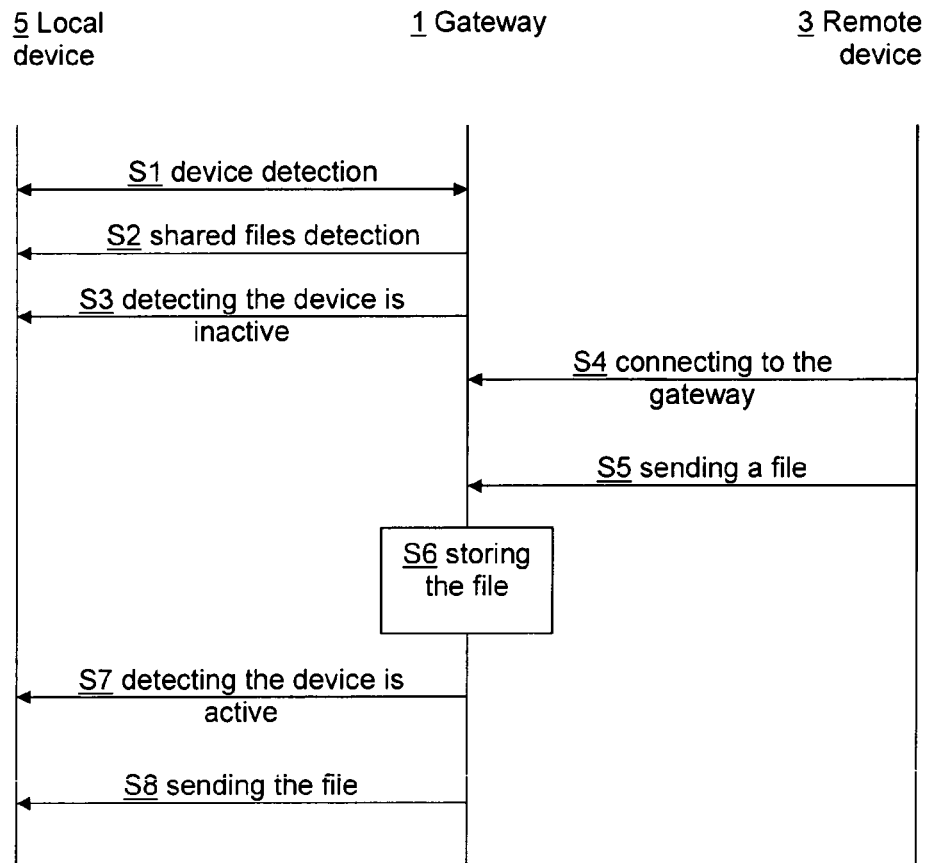 5 Local
device
1 Gateway
3 Remote
device
S1 device detection
S2 shared files detection
S3 detecting the device is
inactive
S4 connecting to the
gateway
S5 sending a file
S6 storing
the file
S7 detecting the device is
active
S8 sending the file